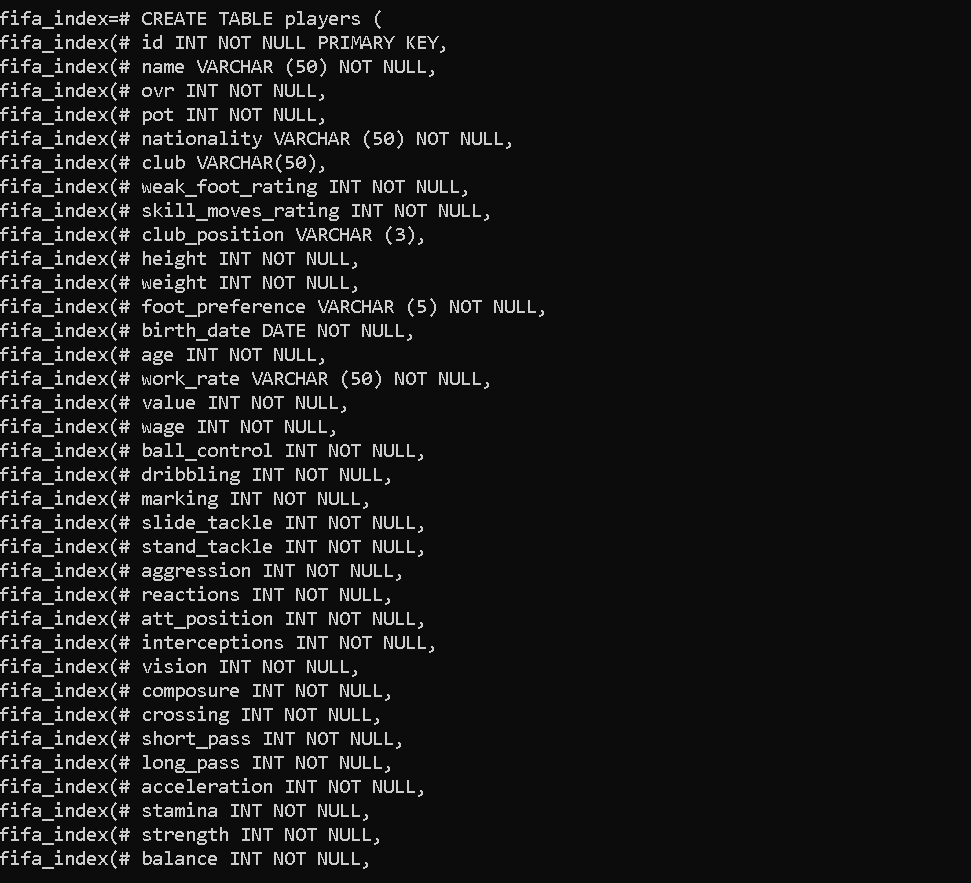 fifa_index=# CREATE TABLE players (
fifa_index(# id INT NOT NULL PRIMARY KEY,
fifa_index(# name VARCHAR (50) NOT NULL,
fifa_index(# ovr INT NOT NULL,
fifa_index(# pot INT NOT NULL,
fifa_index(# nationality VARCHAR (50) NOT NULL,
fifa_index(# club VARCHAR(50),
fifa_index(# weak_foot_rating INT NOT NULL,
fifa_index(# skill_moves_rating INT NOT NULL,
fifa_index(# club_position VARCHAR (3),
fifa_index(# height INT NOT NULL,
fifa_index(# weight INT NOT NULL,
fifa_index(# foot_preference VARCHAR (5) NOT NULL,
fifa_index(# birth_date DATE NOT NULL,
fifa_index(# age INT NOT NULL,
fifa_index(# work_rate VARCHAR (50) NOT NULL,
fifa_index(# value INT NOT NULL,
fifa_index(# wage INT NOT NULL,
fifa_index(# ball_control INT NOT NULL,
fifa_index(# dribbling INT NOT NULL,
fifa_index(# marking INT NOT NULL,
fifa_index(# slide_tackle INT NOT NULL,
fifa_index(# stand_tackle INT NOT NULL,
fifa_index(# aggression INT NOT NULL,
fifa_index(# reactions INT NOT NULL,
fifa_index(# att_position INT NOT NULL,
fifa_index(# interceptions INT NOT NULL,
fifa_index(# vision INT NOT NULL,
fifa_index(# composure INT NOT NULL,
fifa_index(# crossing INT NOT NULL,
fifa_index(# short_pass INT NOT NULL,
fifa_index(# long_pass INT NOT NULL,
fifa_index(# acceleration INT NOT NULL,
fifa_index(# stamina INT NOT NULL,
fifa_index(# strength INT NOT NULL,
fifa_index(# balance INT NOT NULL,